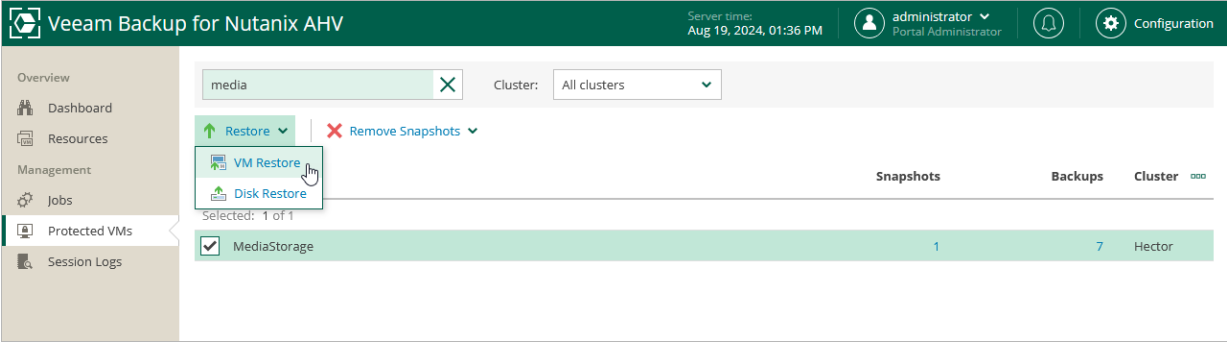 Veeam Backup for Nutanix AHV
Server time:
Aug 19, 2024, 01:36 PM
administrator
Portal Administrator
Configuration
Overview
Dashboard
Resources
Management
Jobs
Protected VMs
Session Logs
media
Cluster: All clusters
Restore
Remove Snapshots
VM Restore
Disk Restore
Snapshots Backups Cluster
Selected: 1 of 1
MediaStorage 1 7 Hector